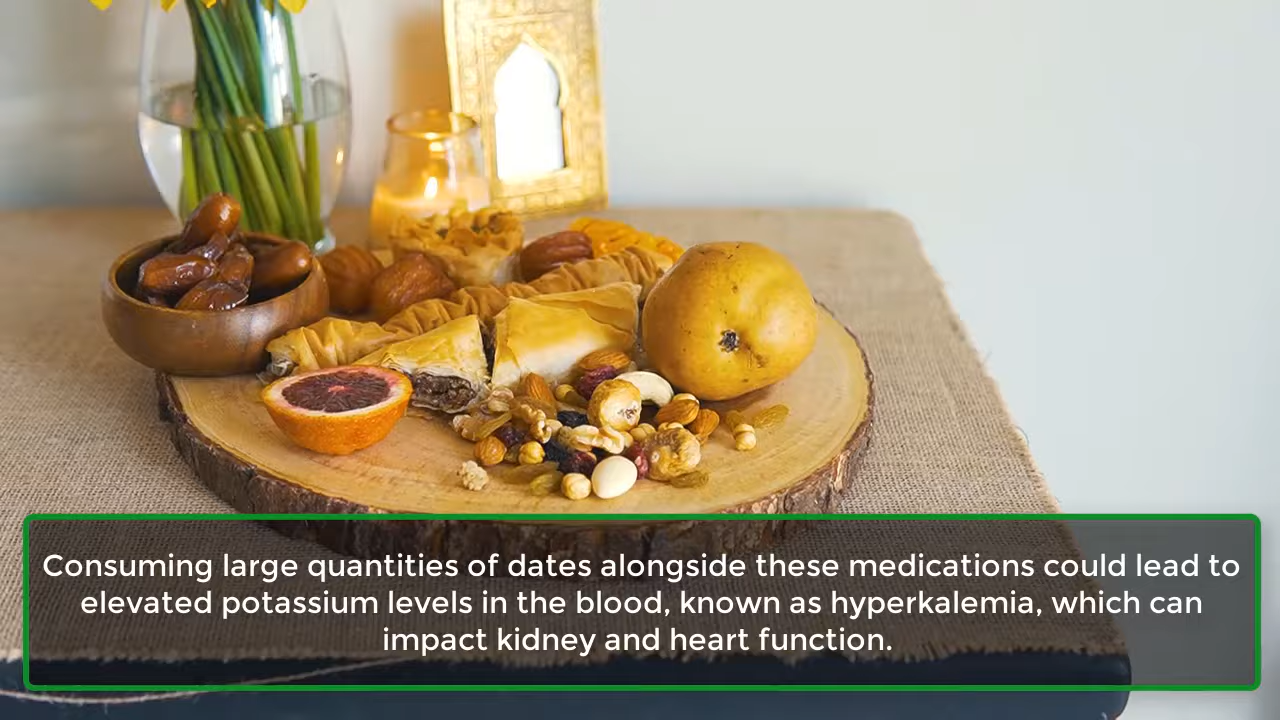 Consuming large quantities of dates alongside these medications could lead to
elevated potassium levels in the blood, known as hyperkalemia, which can
impact kidney and heart function.